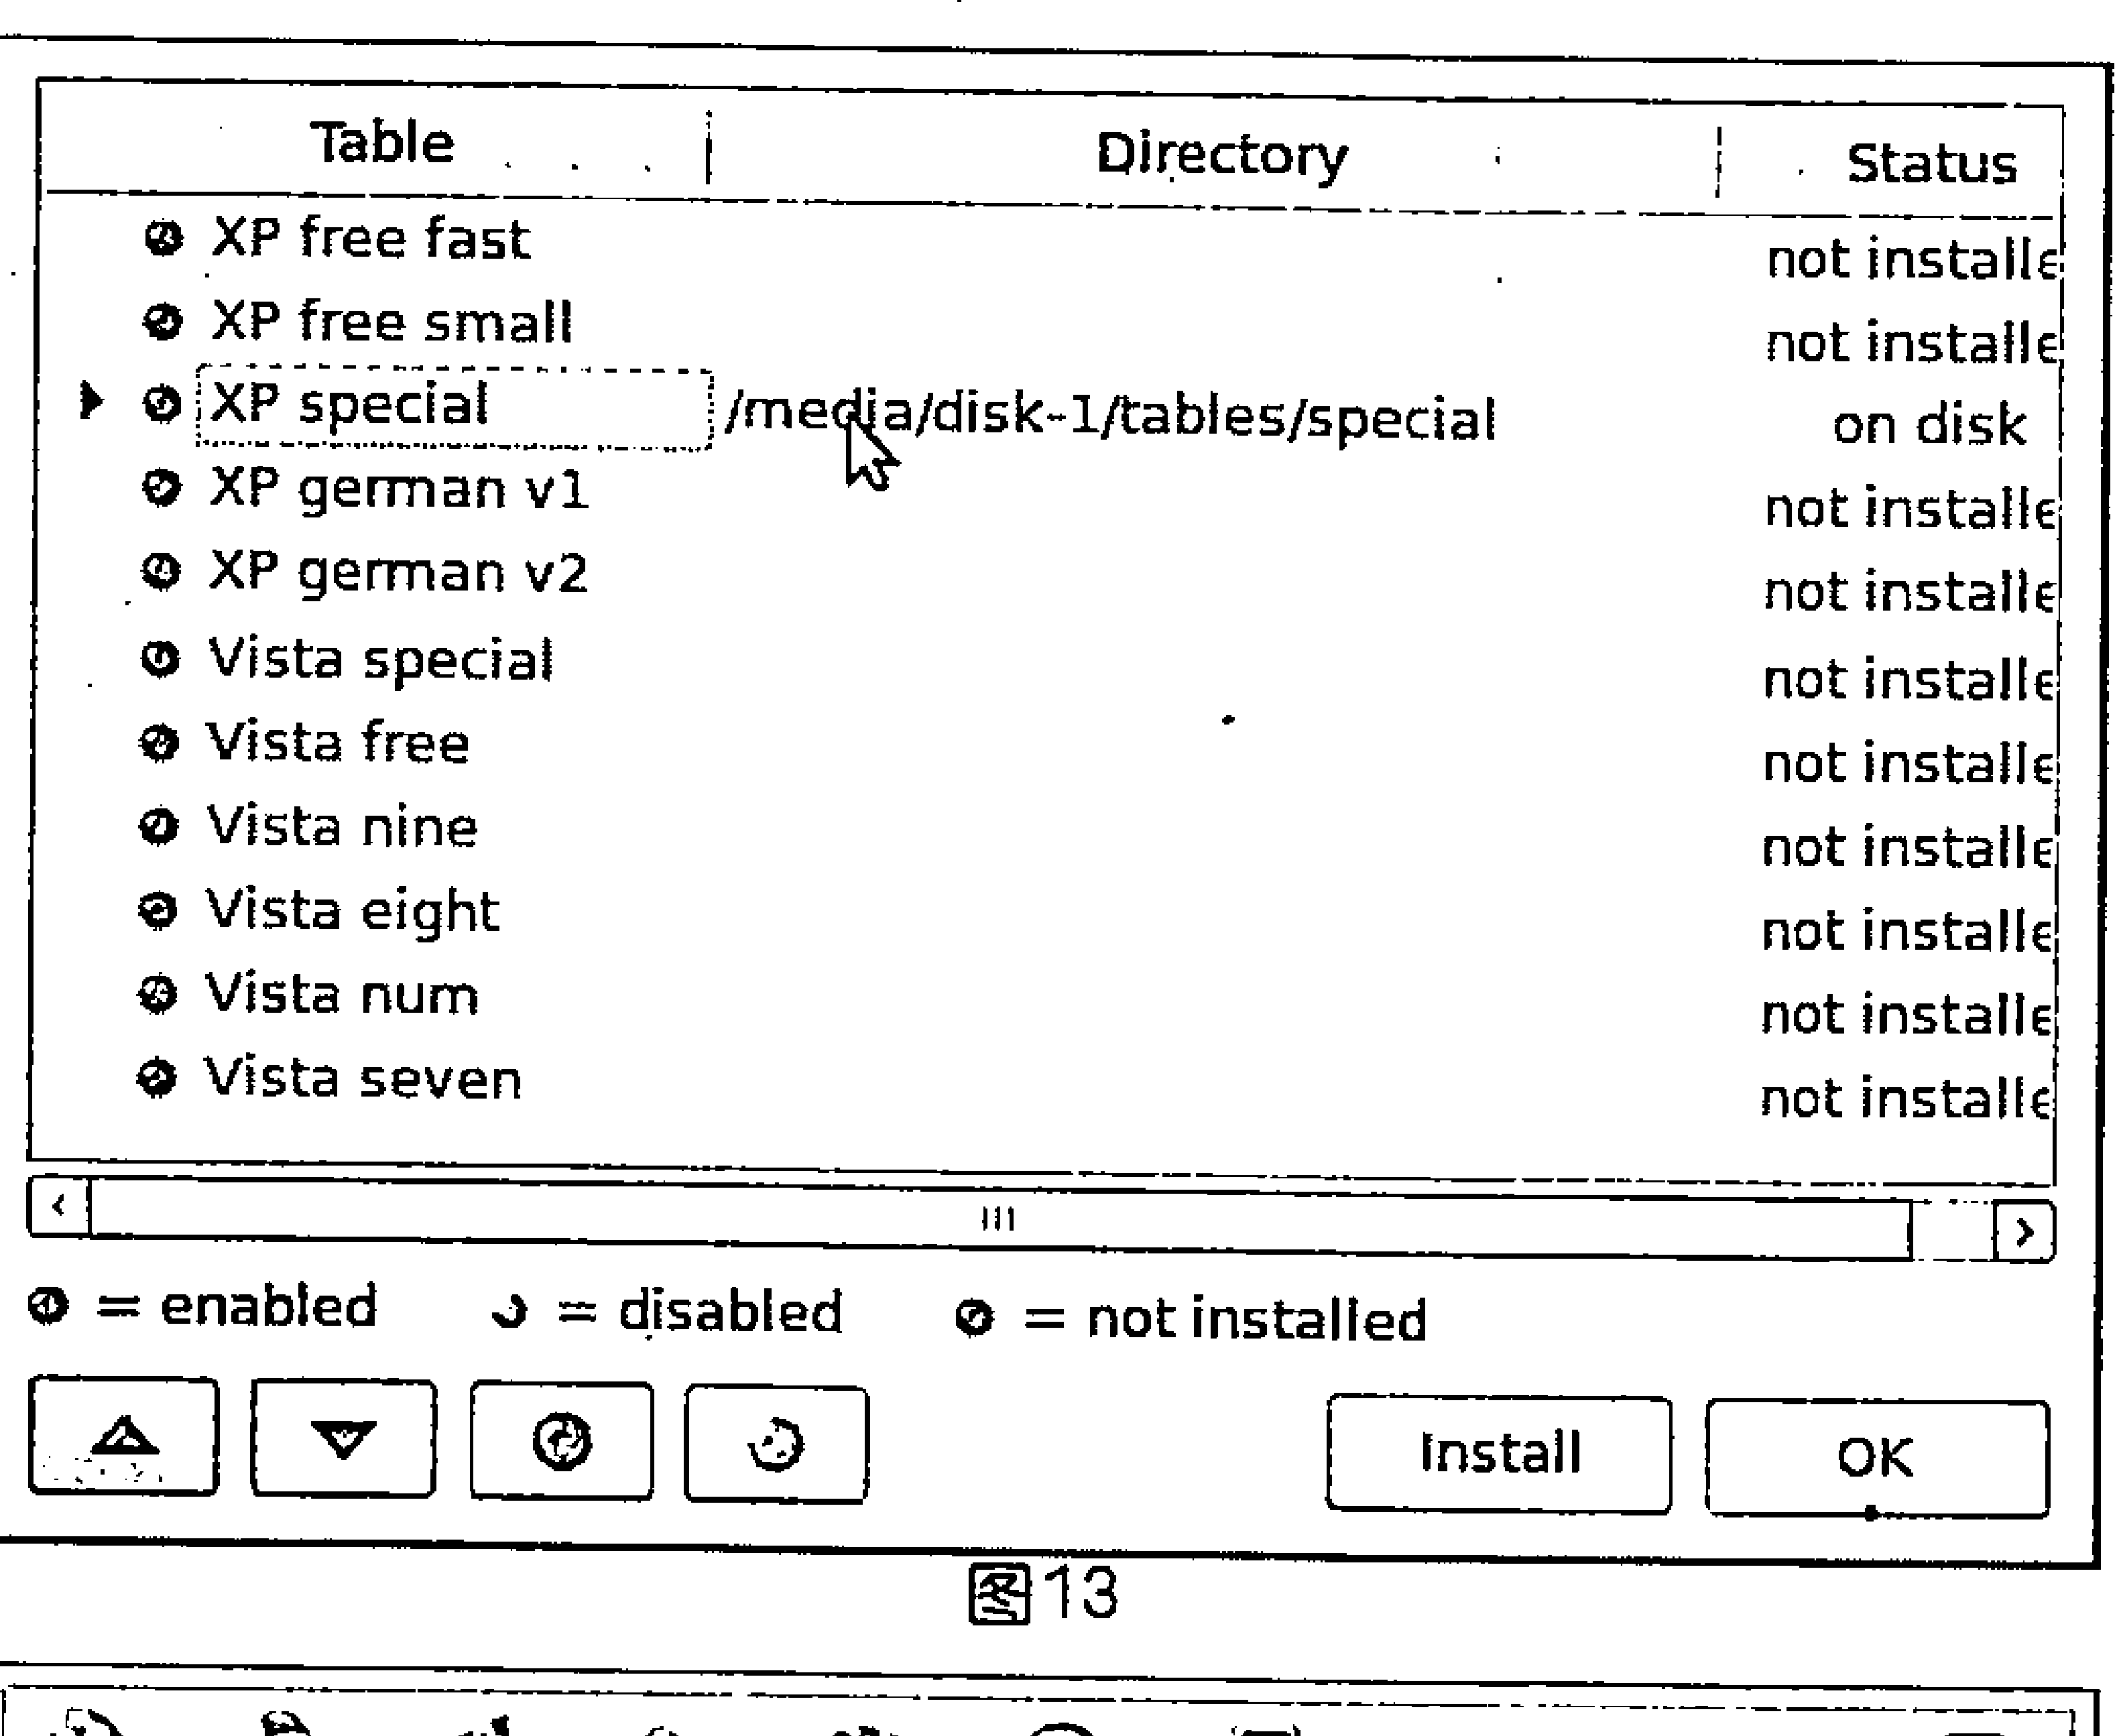 Table Directory Status
XP free fast not installe
XP free small not installe
XP special /media/disk-1/tables/special on disk
XP german v1 not installe
XP german v2 not installe
Vista special not installe
Vista free not installe
Vista nine not installe
Vista eight not installe
Vista num not installe
Vista seven not installe
= enabled = disabled = not installed
Install OK
图13